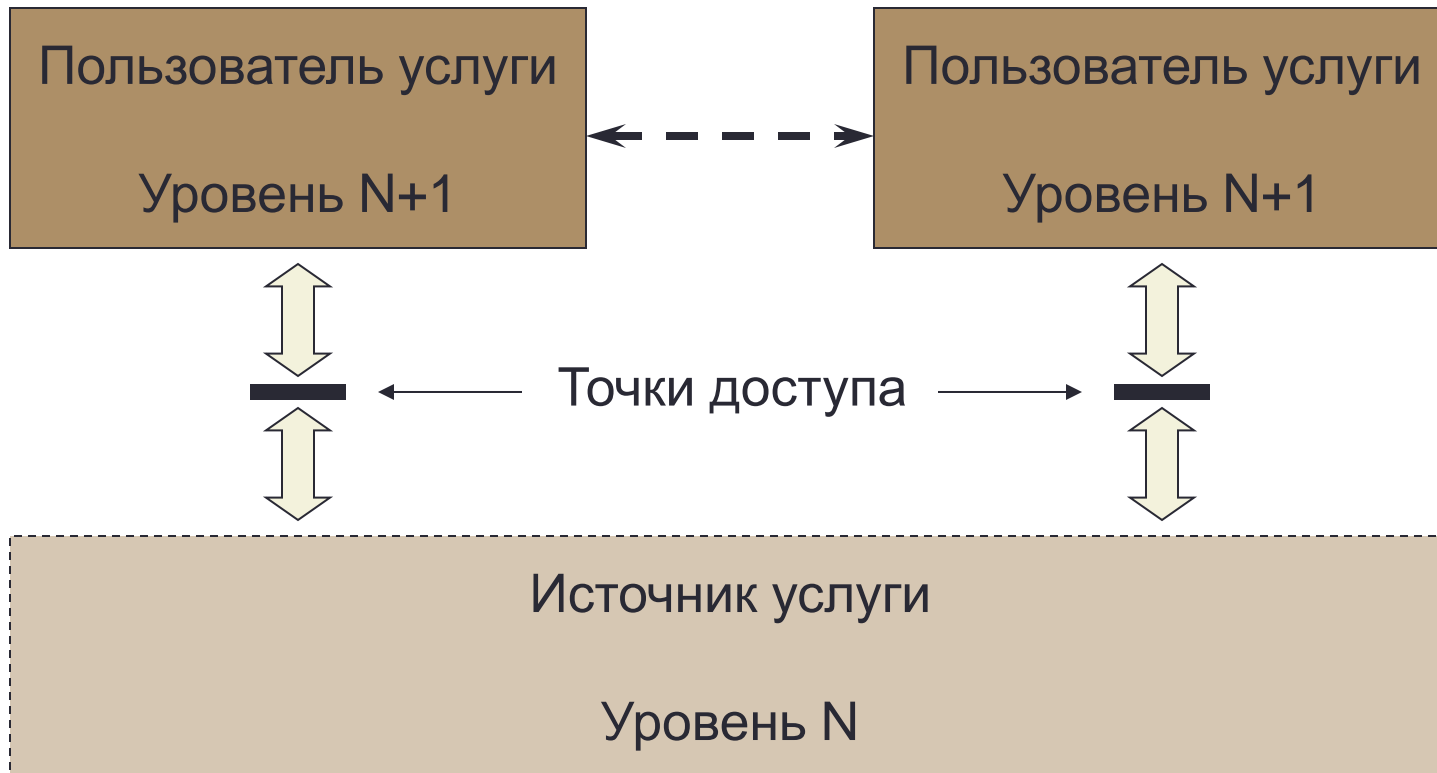 Пользователь услуги
Уровень N+1
Пользователь услуги
Уровень N+1
Точки доступа
Источник услуги
Уровень N